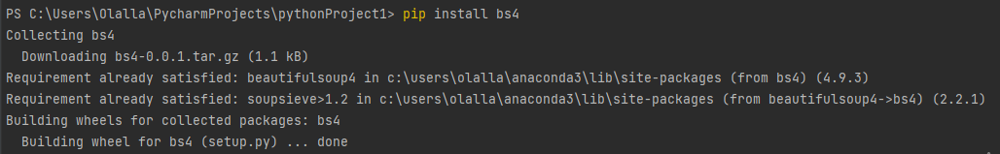 PS C:\Users\Olalla\PycharmProjects\pythonProject1> pip install bs4
Collecting bs4
  Downloading bs4-0.0.1.tar.gz (1.1 kB)
Requirement already satisfied: beautifulsoup4 in c:\users\olalla\anaconda3\lib\site-packages (from bs4) (4.9.3)
Requirement already satisfied: soupsieve>1.2 in c:\users\olalla\anaconda3\lib\site-packages (from beautifulsoup4->bs4) (2.2.1)
Building wheels for collected packages: bs4
  Building wheel for bs4 (setup.py) ... done